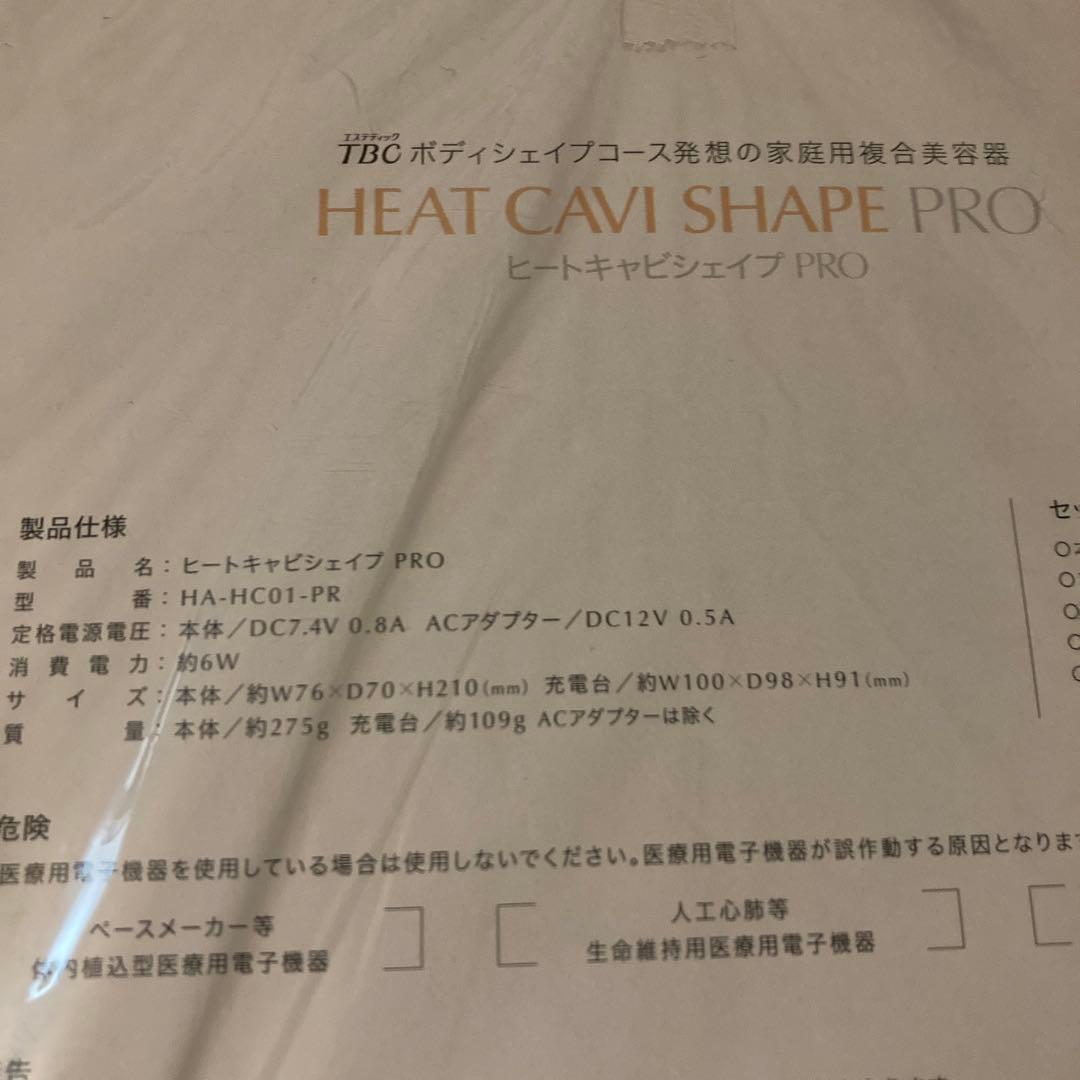 エステティック
TBC ボディシェイプコース発想の家庭用複合美容器
HEAT CAVI SHAPE PRO
ヒートキャビシェイプ PRO
製品仕様
製品名：ヒートキャビシェイプ PRO
型番：HA-HC01-PR
定格電源電圧：本体／DC7.4V 0.8A ACアダプター／DC12V 0.5A
消費電力：約6W
サイズ：本体／約W76×D70×H210(mm) 充電台／約W100×D98×H91(mm)
質量：本体／約275g 充電台／約109g ACアダプターは除く
セッ
危険
医療用電子機器を使用している場合は使用しないでください。医療用電子機器が誤作動する原因となります
ペースメーカー等
体内植込型医療用電子機器
人工心肺等
生命維持用医療用電子機器
告